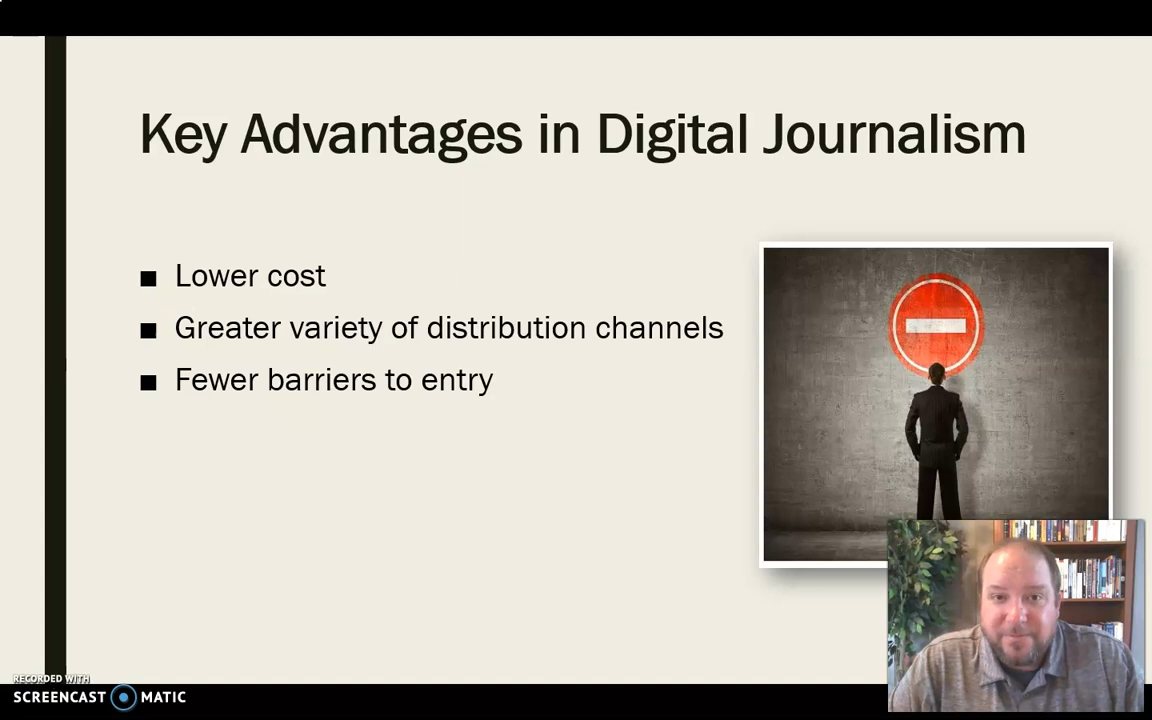 Key Advantages in Digital Journalism
Lower cost
Greater variety of distribution channels
Fewer barriers to entry
RECORDED WITH
SCREENCAST MATIC